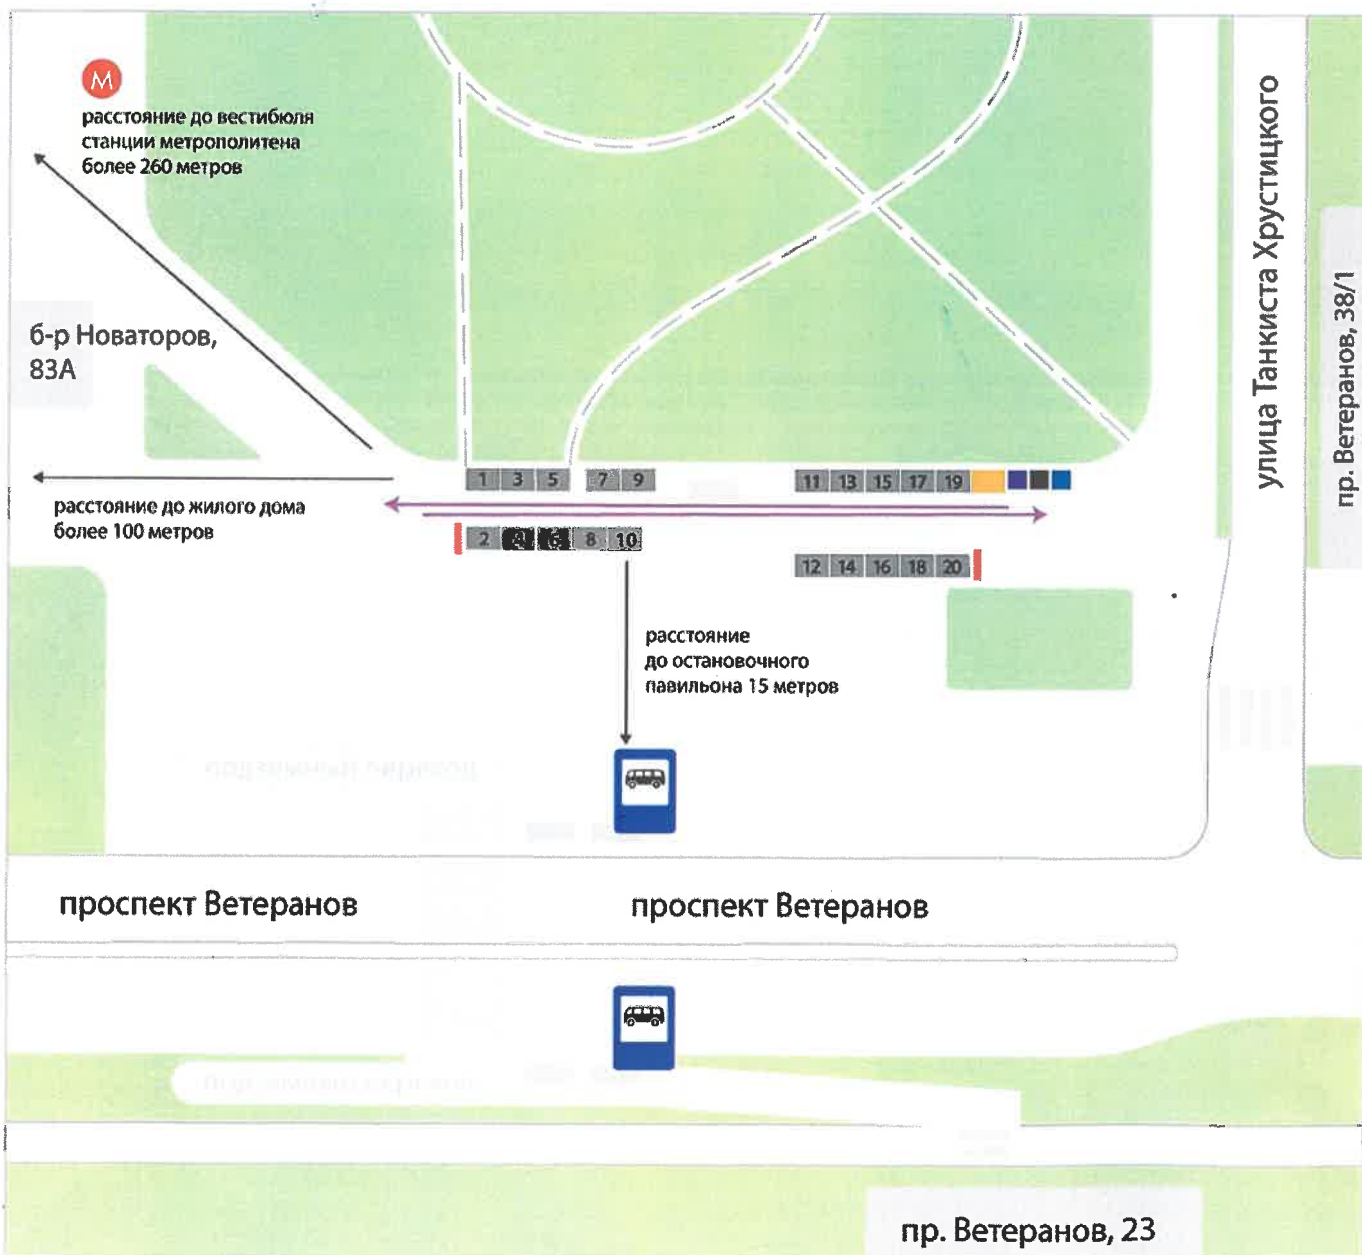 М
расстояние до вестибюля
станции метрополитена
более 260 метров
улица Танкиста Хрустицкого
пр. Ветеранов, 38/1
б-р Новаторов,
83А
1 3 5 7 9 11 13 15 17 19
расстояние до жилого дома
более 100 метров
2 4 6 8 10
12 14 16 18 20
расстояние
до остановочного
павильона 15 метров
проспект Ветеранов проспект Ветеранов
пр. Ветеранов, 23